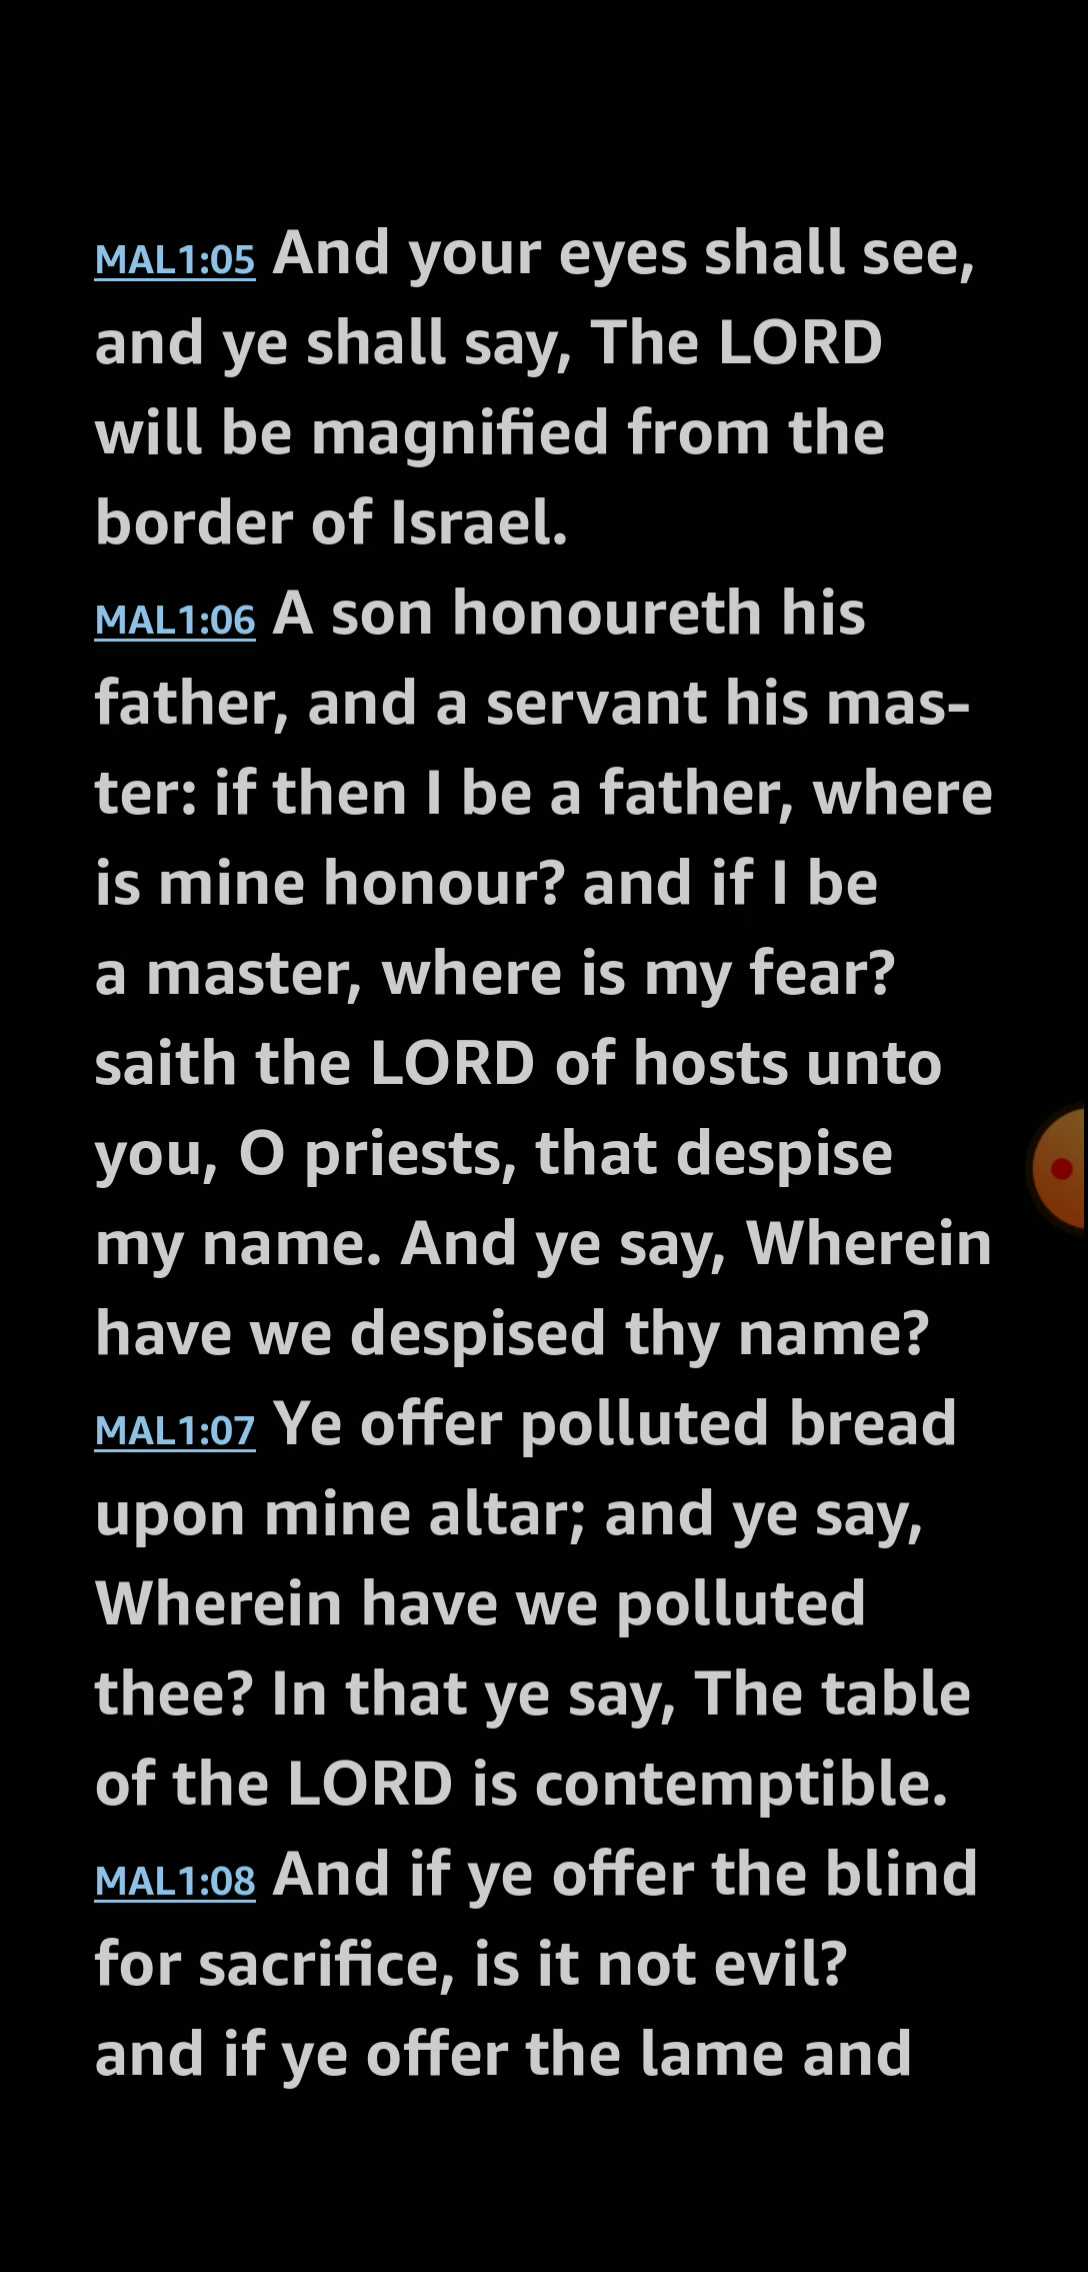 MAL1:05 And your eyes shall see,
and ye shall say, The LORD
will be magnified from the
border of Israel.
MAL1:06 A son honoureth his
father, and a servant his mas-
ter: if then I be a father, where
is mine honour? and if I be
a master, where is my fear?
saith the LORD of hosts unto
you, O priests, that despise
my name. And ye say, Wherein
have we despised thy name?
MAL1:07 Ye offer polluted bread
upon mine altar; and ye say,
Wherein have we polluted
thee? In that ye say, The table
of the LORD is contemptible.
MAL1:08 And if ye offer the blind
for sacrifice, is it not evil?
and if ye offer the lame and